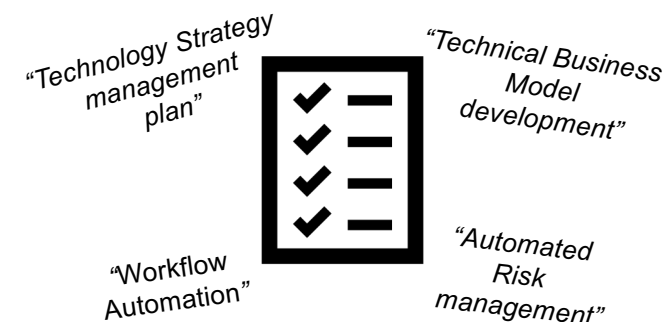 “Technology Strategy
management
plan”
“Technical Business
Model
development”
“Workflow
Automation”
“Automated
Risk
management”